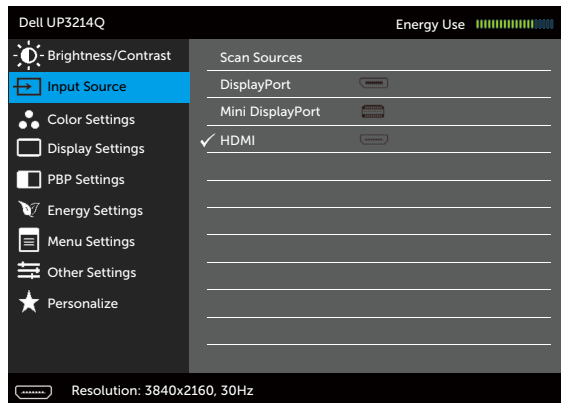 Dell UP3214Q
Energy Use
Brightness/Contrast
Input Source
Color Settings
Display Settings
PBP Settings
Energy Settings
Menu Settings
Other Settings
Personalize
Scan Sources
DisplayPort
Mini DisplayPort
HDMI
Resolution: 3840x2160, 30Hz